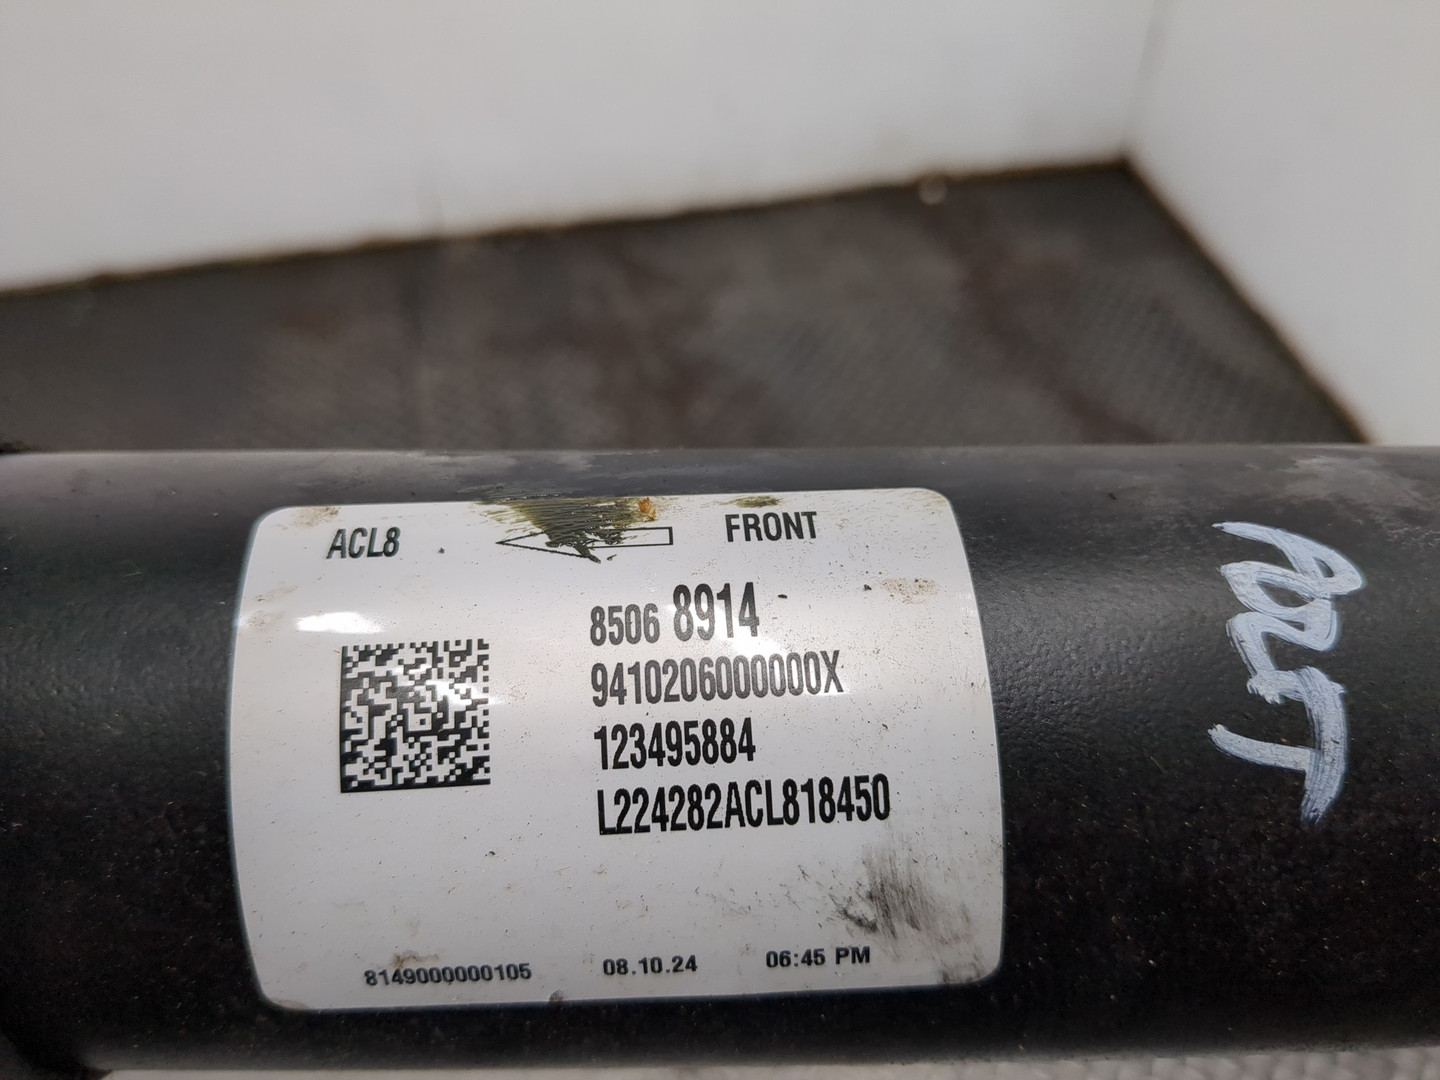 ACL8 FRONT
8506 8914
9410206000000X
123495884
L224282ACL818450
8149000000105 08.10.24 06:45 PM